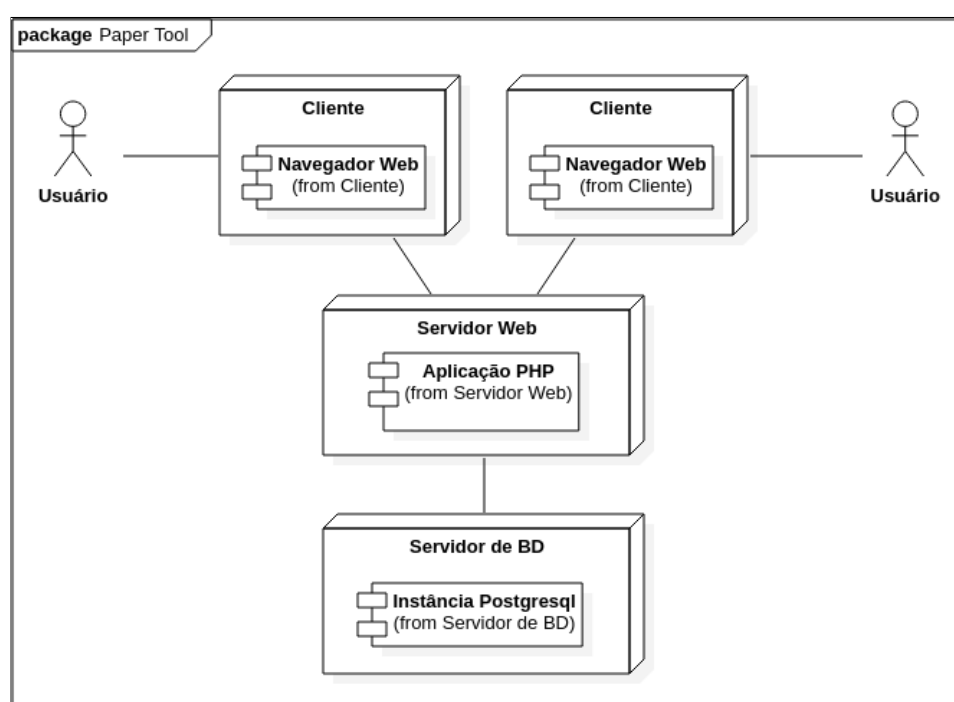 package Paper Tool
Cliente
Cliente
Navegador Web
(from Cliente)
Navegador Web
(from Cliente)
Usuário
Usuário
Servidor Web
Aplicação PHP
(from Servidor Web)
Servidor de BD
Instância Postgresql
(from Servidor de BD)